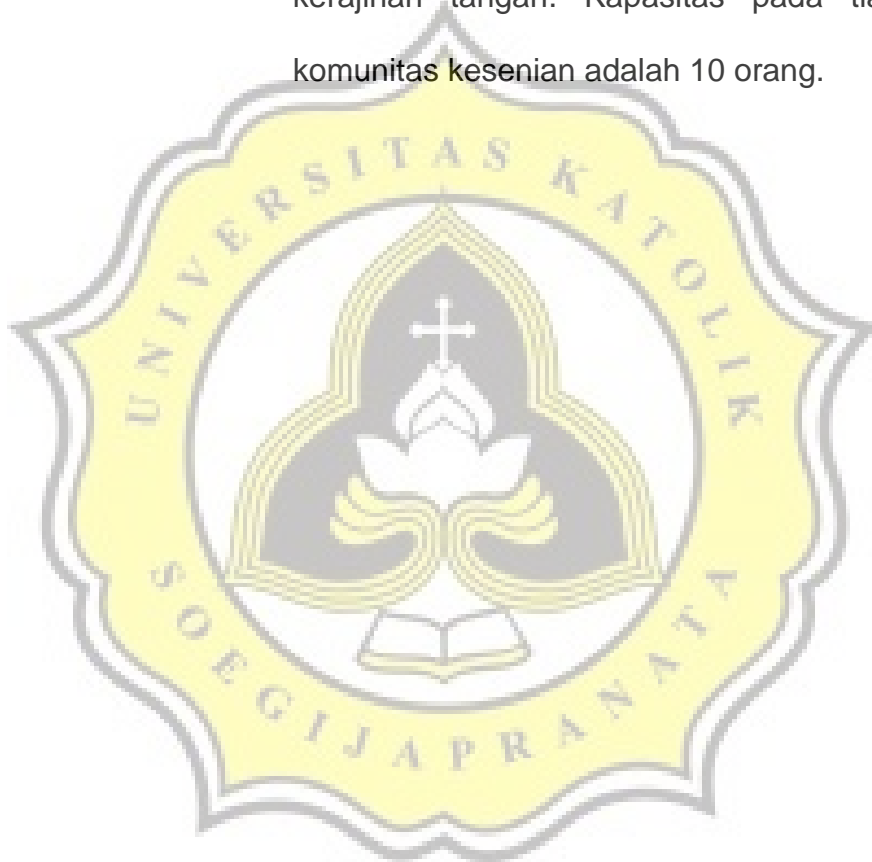 kerajinan tangan. Kapasitas pada
komunitas kesenian adalah 10 orang.
UNIVERSITAS KATOLIK
SOEGIJAPRANATA